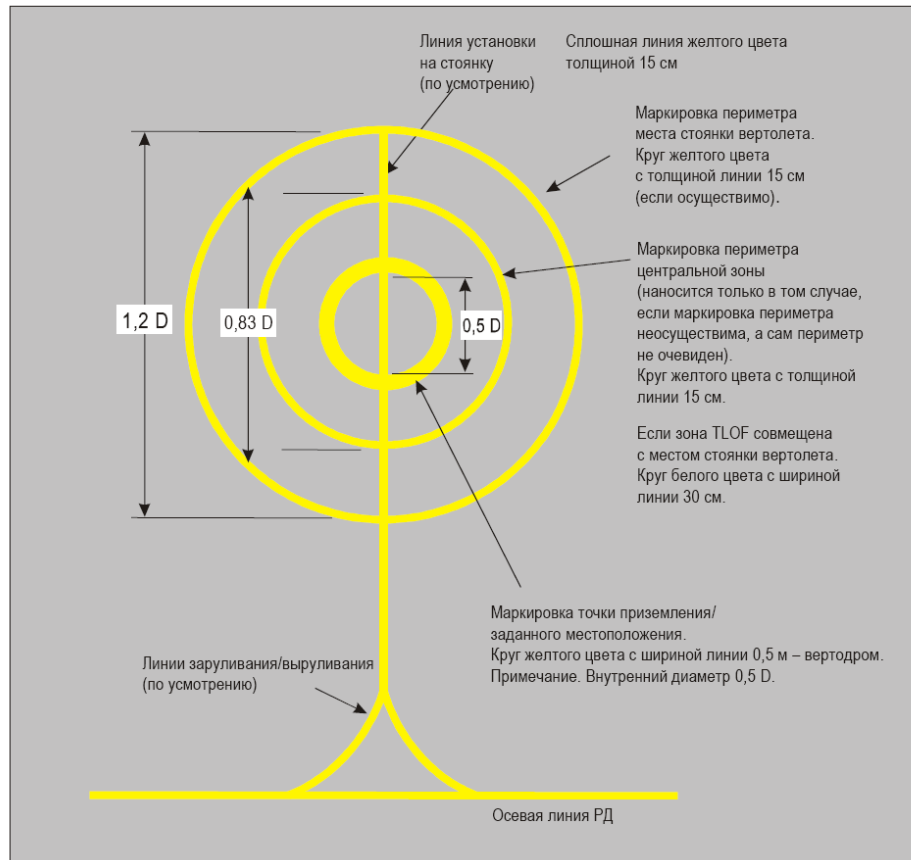 Линия установки
на стоянку
(по усмотрению)
Сплошная линия желтого цвета
толщиной 15 см
Маркировка периметра
места стоянки вертолета.
Круг желтого цвета
с толщиной линии 15 см
(если осуществимо).
Маркировка периметра
центральной зоны
(наносится только в том случае,
если маркировка периметра
неосуществима, а сам периметр
не очевиден).
Круг желтого цвета с толщиной
линии 15 см.
1,2 D
0,83 D
0,5 D
Если зона TLOF совмещена
с местом стоянки вертолета.
Круг белого цвета с шириной
линии 30 см.
Маркировка точки приземления/
заданного местоположения.
Круг желтого цвета с шириной линии 0,5 м – вертодром.
Примечание. Внутренний диаметр 0,5 D.
Линии заруливания/выруливания
(по усмотрению)
Осевая линия РД